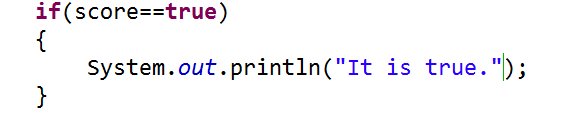 if(score==true)
{
System.out.println("It is true.");
}